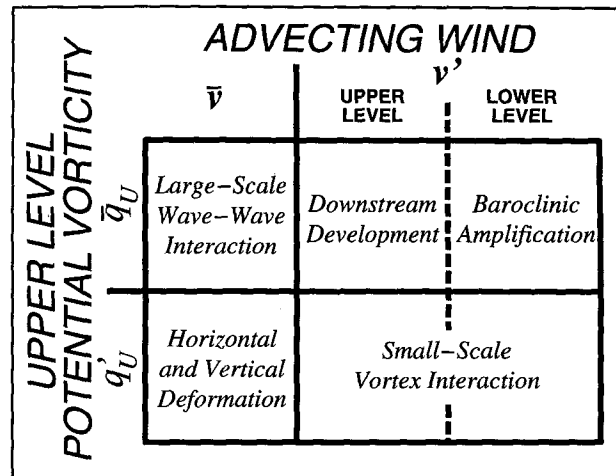 ADVECTING WIND
v̄
v'
UPPER
LEVEL
LOWER
LEVEL
UPPER LEVEL
POTENTIAL VORTICITY
q̄U
Large-Scale
Wave-Wave
Interaction
Downstream
Development
Baroclinic
Amplification
q'U
Horizontal
and Vertical
Deformation
Small-Scale
Vortex Interaction